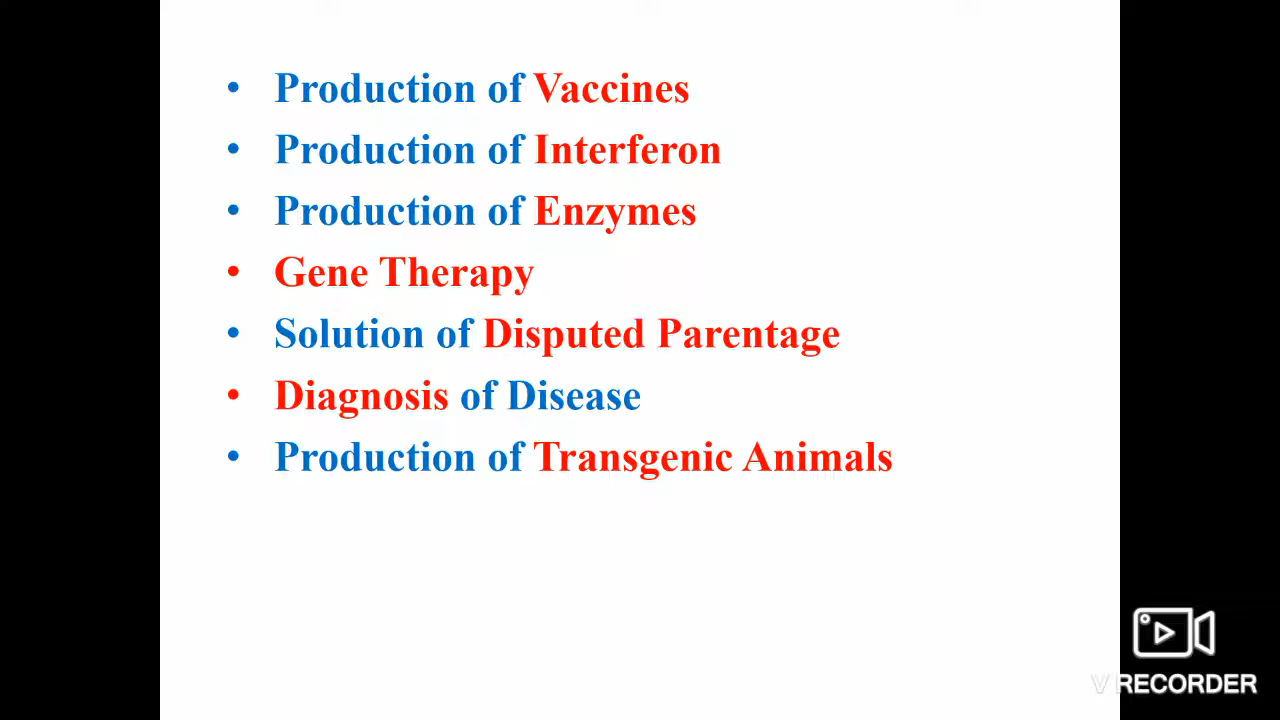 • Production of Vaccines
• Production of Interferon
• Production of Enzymes
• Gene Therapy
• Solution of Disputed Parentage
• Diagnosis of Disease
• Production of Transgenic Animals
V RECORDER